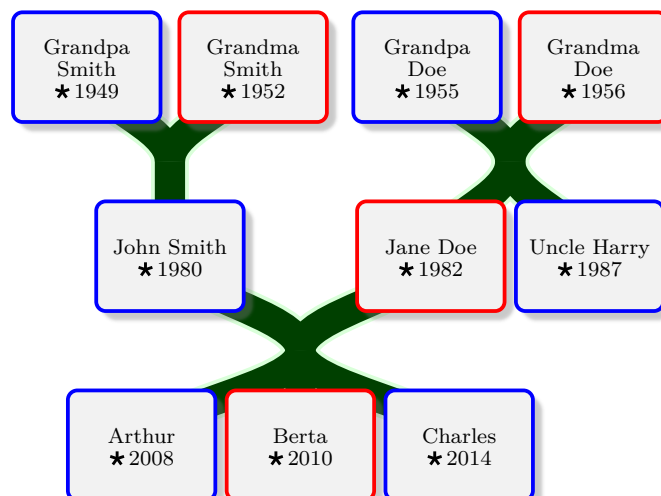 Grandpa
Smith
★ 1949
Grandma
Smith
★ 1952
Grandpa
Doe
★ 1955
Grandma
Doe
★ 1956
John Smith
★ 1980
Jane Doe
★ 1982
Uncle Harry
★ 1987
Arthur
★ 2008
Berta
★ 2010
Charles
★ 2014